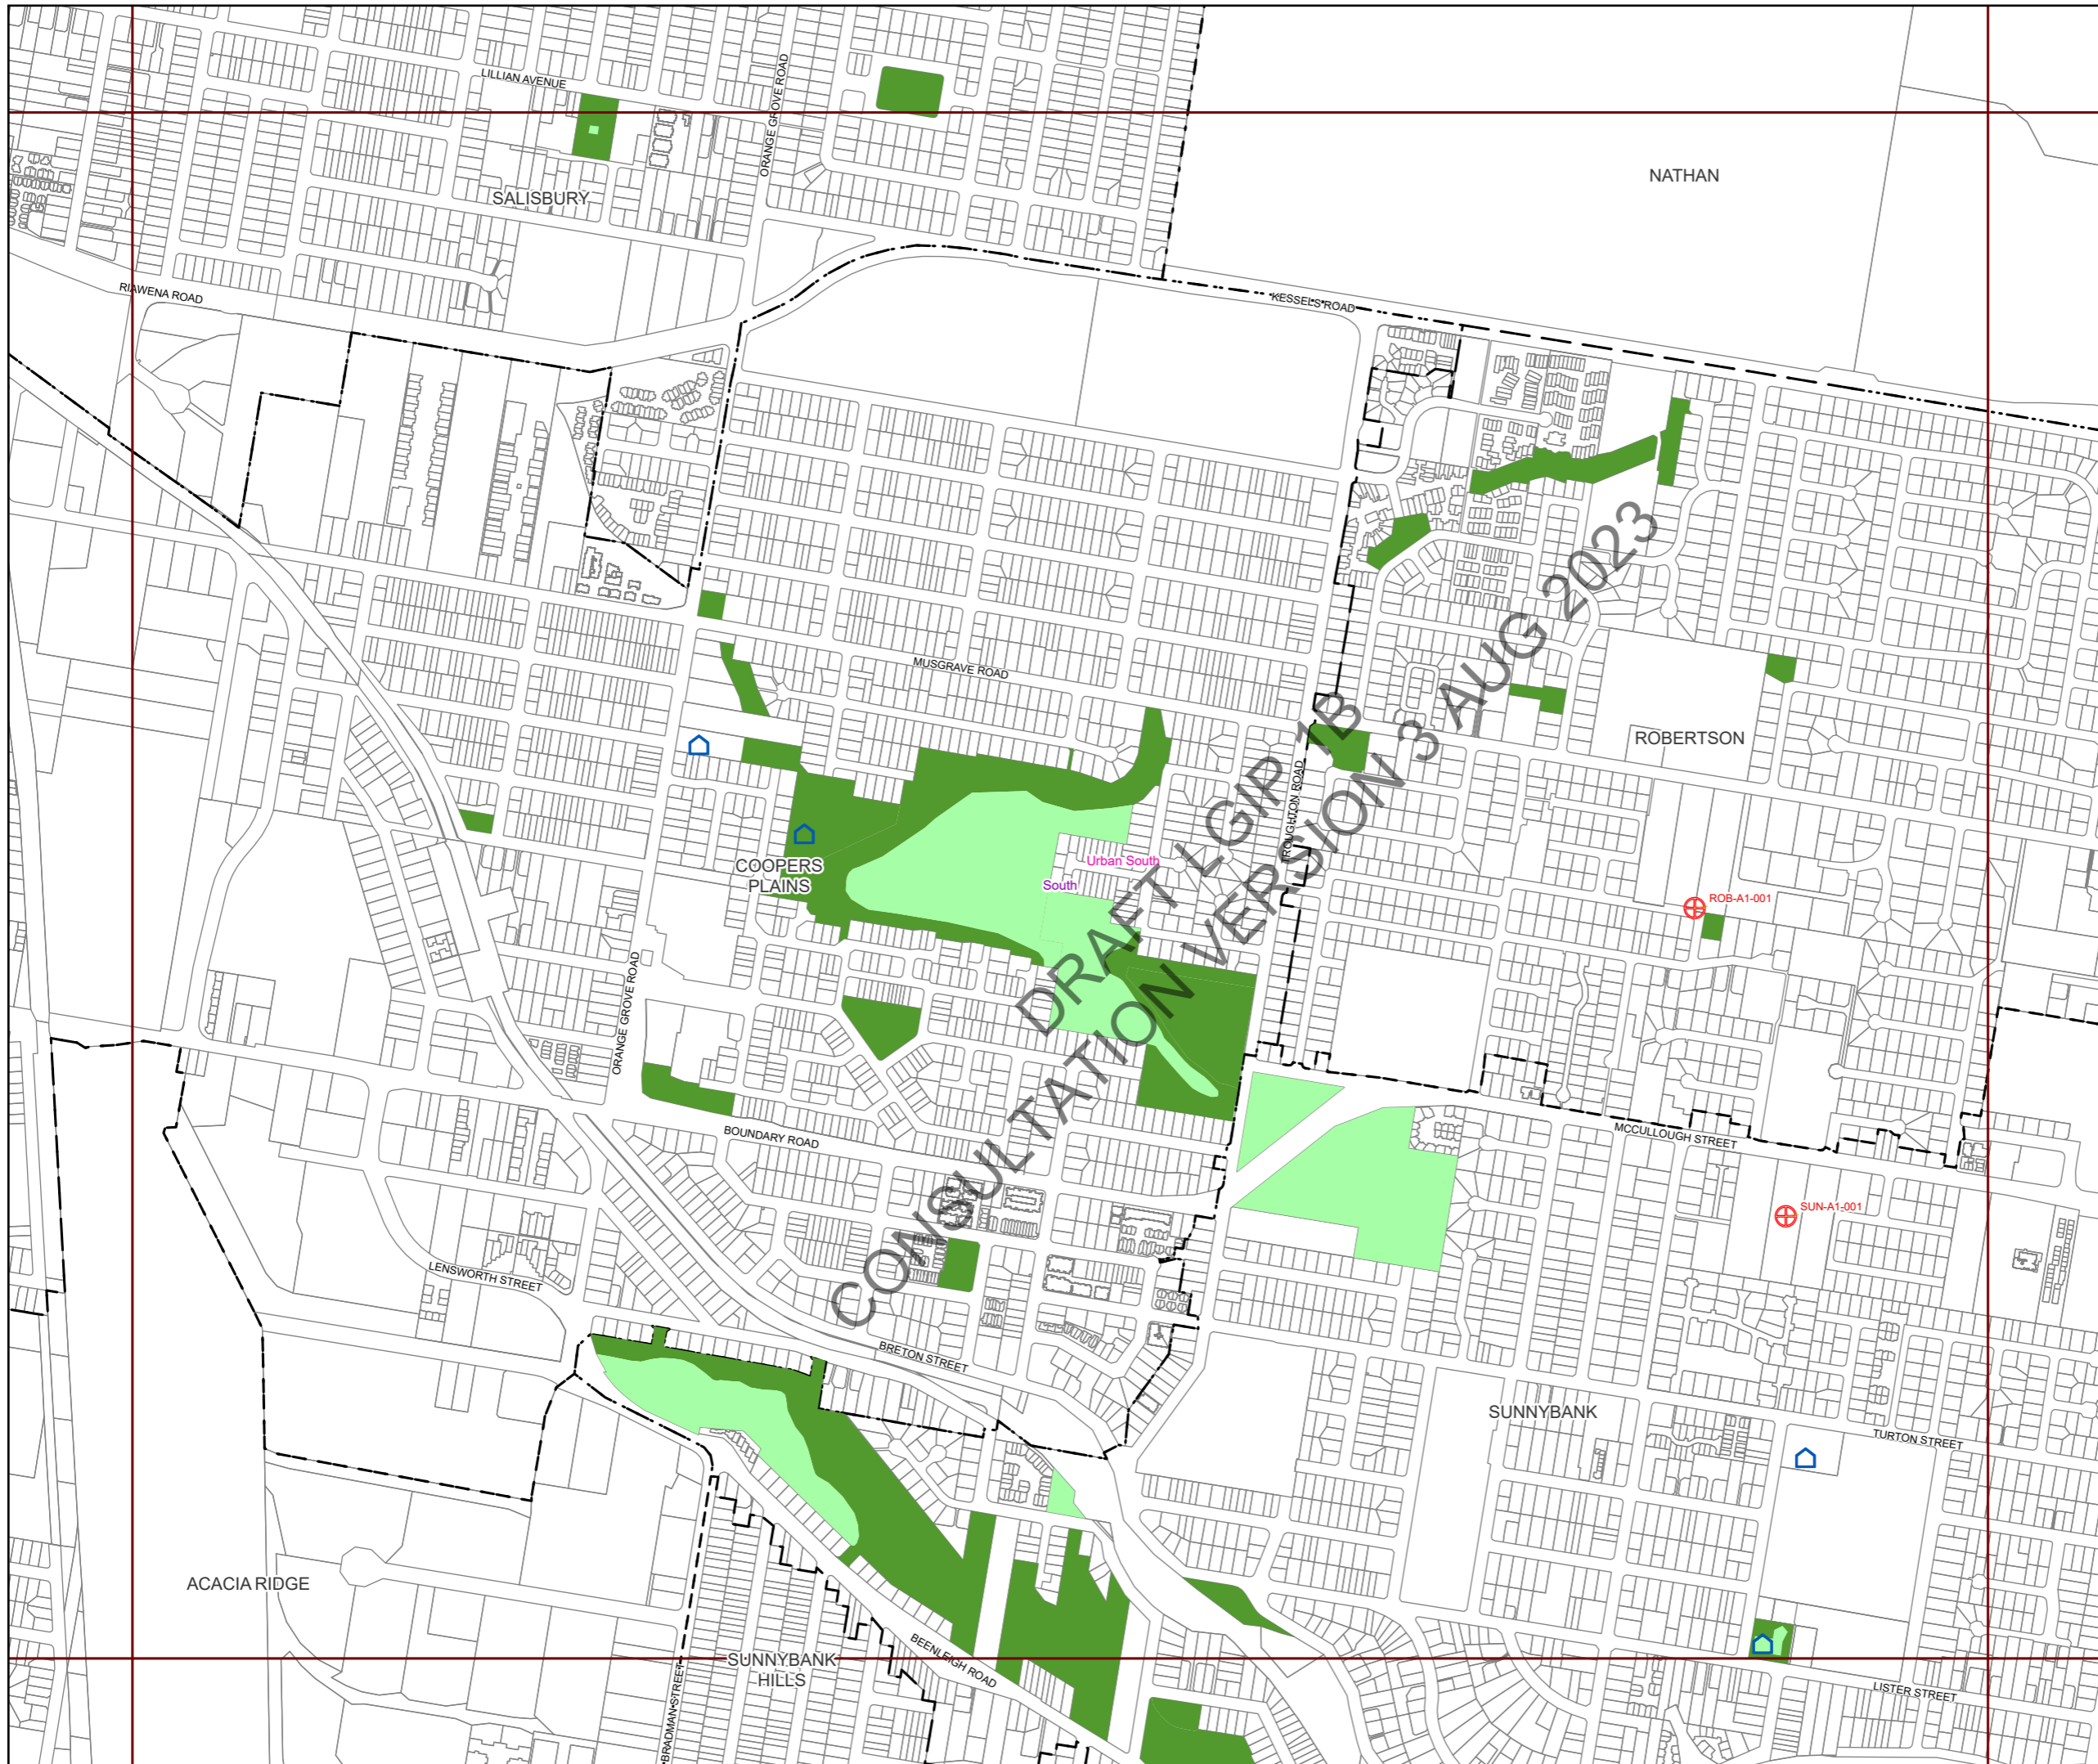 LILLIAN AVENUE
ORANGE GROVE ROAD
NATHAN
SALISBURY
RIAWENA ROAD
KESSELS ROAD
MUSGRAVE ROAD
ROBERTSON
TROUGHTON ROAD
COOPERS
PLAINS
Urban South
South
ROB-A1-001
DRAFT LGIP 1B
CONSULTATION VERSION 3 AUG 2023
ORANGE GROVE ROAD
BOUNDARY ROAD
MCCULLOUGH STREET
SUN-A1-001
LENSWORTH STREET
BRETON STREET
SUNNYBANK
TURTON STREET
ACACIA RIDGE
BEENLEIGH ROAD
SUNNYBANK
HILLS
BRADMAN STREET
LISTER STREET